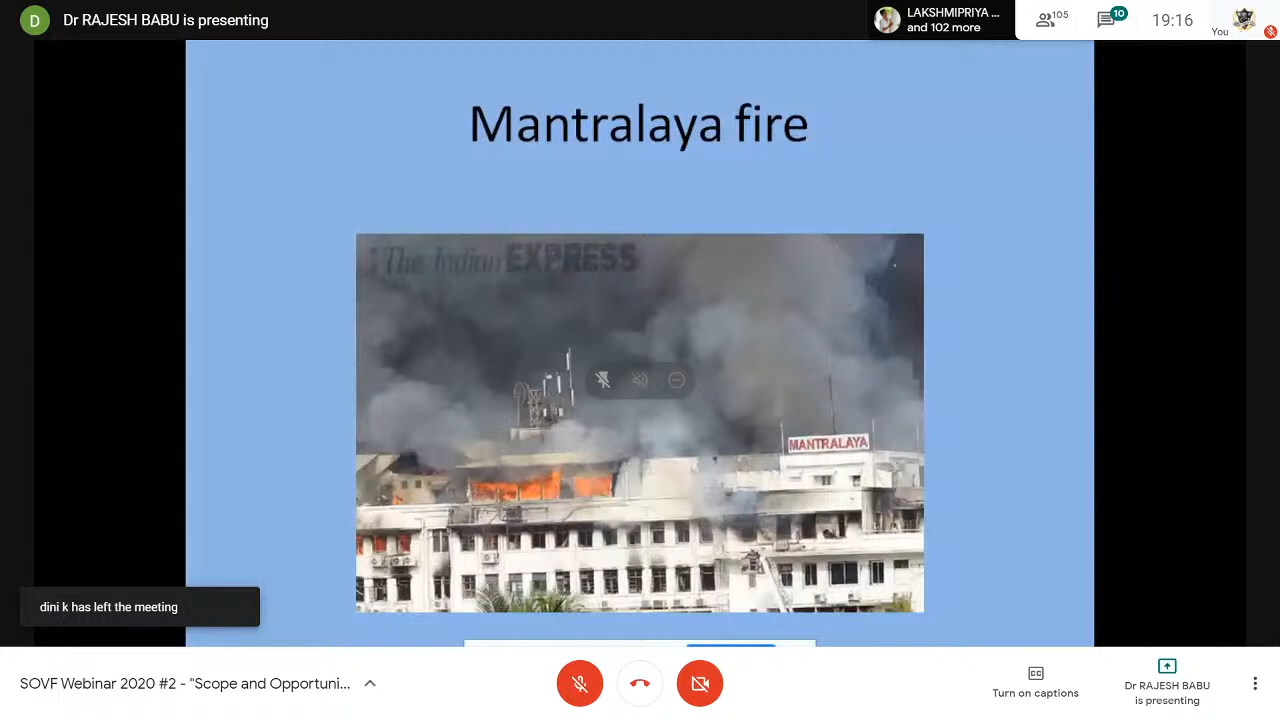 D
Dr RAJESH BABU is presenting
LAKSHMIPRIYA ...
and 102 more
105
10
19:16
You
Mantralaya fire
The Indian EXPRESS
MANTRALAYA
dini k has left the meeting
SOVF Webinar 2020 #2 - "Scope and Opportuni...
CC
Turn on captions
Dr RAJESH BABU
is presenting